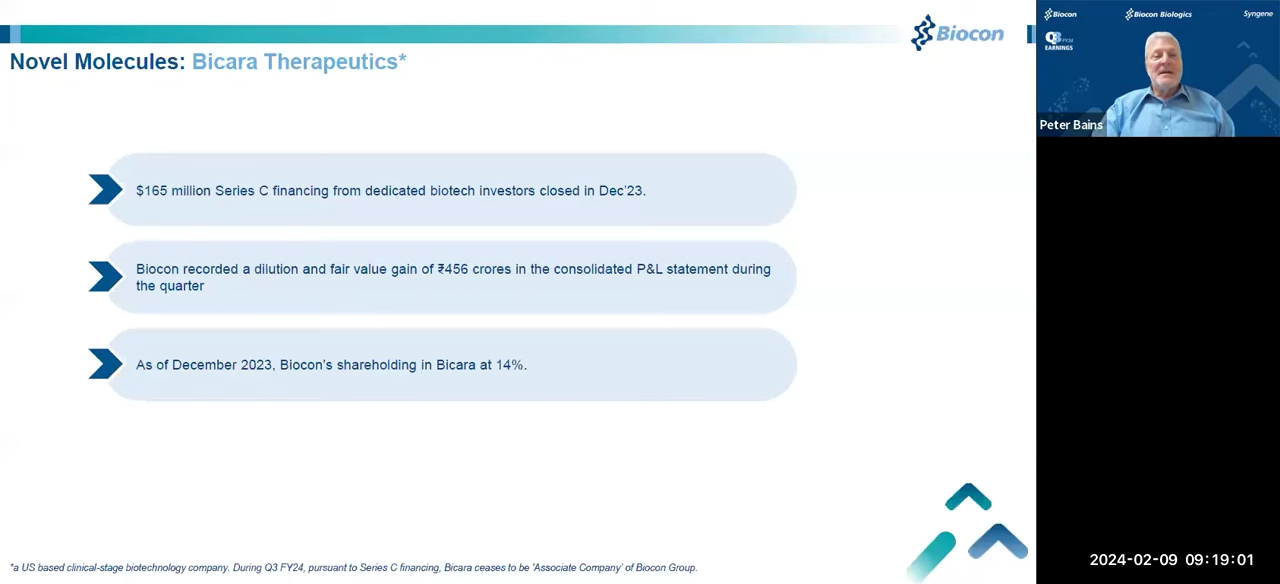 Biocon
Novel Molecules: Bicara Therapeutics*
$165 million Series C financing from dedicated biotech investors closed in Dec'23.
Biocon recorded a dilution and fair value gain of ₹456 crores in the consolidated P&L statement during
the quarter
As of December 2023, Biocon's shareholding in Bicara at 14%.
*a US based clinical-stage biotechnology company. During Q3 FY24, pursuant to Series C financing, Bicara ceases to be 'Associate Company' of Biocon Group.
Biocon
Biocon Biologics
Syngene
Q3 FY24
EARNINGS
Peter Bains
2024-02-09 09:19:01